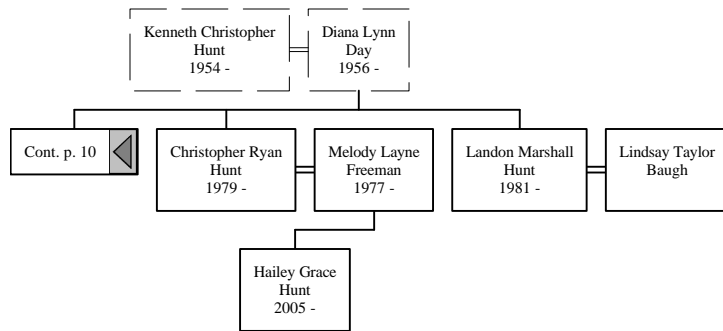 Kenneth Christopher
Hunt
1954 -
Diana Lynn
Day
1956 -
Cont. p. 10
Christopher Ryan
Hunt
1979 -
Melody Layne
Freeman
1977 -
Landon Marshall
Hunt
1981 -
Lindsay Taylor
Baugh
Hailey Grace
Hunt
2005 -